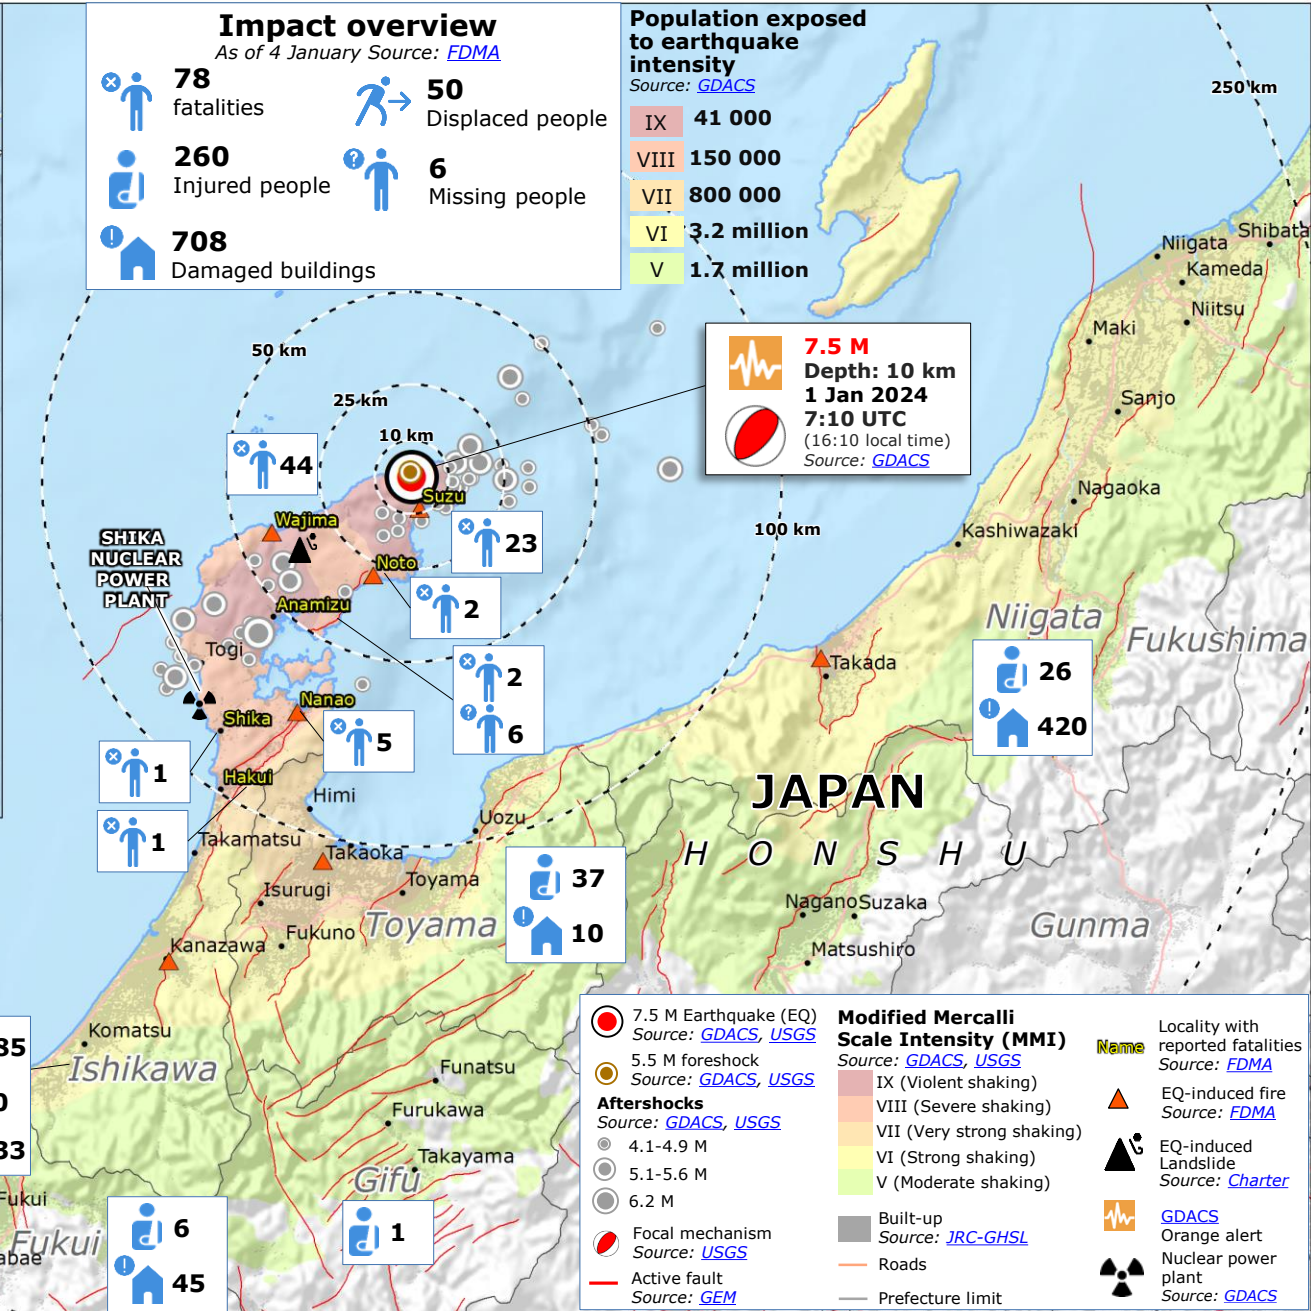 Impact overview
As of 4 January Source: FDMA
78
fatalities
50
Displaced people
260
Injured people
6
Missing people
708
Damaged buildings
Population exposed
to earthquake
intensity
Source: GDACS
IX 41 000
VIII 150 000
VII 800 000
VI 3.2 million
V 1.7 million
250 km
Shibata
Niigata
Kameda
Niitsu
Maki
Sanjo
Nagaoka
Kashiwazaki
7.5 M
Depth: 10 km
1 Jan 2024
7:10 UTC
(16:10 local time)
Source: GDACS
50 km
25 km
10 km
100 km
44
Suzu
23
Wajima
SHIKA
NUCLEAR
POWER
PLANT
Noto
2
Anamizu
2
6
Togi
Nanao
5
Shika
1
Hakui
1
Himi
Takamatsu
Uozu
Takaoka
Toyama
Isurugi
Fukuno
Toyama
Kanazawa
37
10
Takada
Niigata
Fukushima
26
420
JAPAN
HONSHU
Nagano
Suzaka
Matsushiro
Gunma
Komatsu
Ishikawa
35
0
33
Funatsu
Furukawa
Takayama
Gifu
1
Fukui
Fukui
abae
6
45
7.5 M Earthquake (EQ)
Source: GDACS, USGS
5.5 M foreshock
Source: GDACS, USGS
Aftershocks
Source: GDACS, USGS
4.1-4.9 M
5.1-5.6 M
6.2 M
Focal mechanism
Source: USGS
Active fault
Source: GEM
Modified Mercalli
Scale Intensity (MMI)
Source: GDACS, USGS
IX (Violent shaking)
VIII (Severe shaking)
VII (Very strong shaking)
VI (Strong shaking)
V (Moderate shaking)
Built-up
Source: JRC-GHSL
Roads
Prefecture limit
Name
Locality with
reported fatalities
Source: FDMA
EQ-induced fire
Source: FDMA
EQ-induced
Landslide
Source: Charter
GDACS
Orange alert
Nuclear power
plant
Source: GDACS